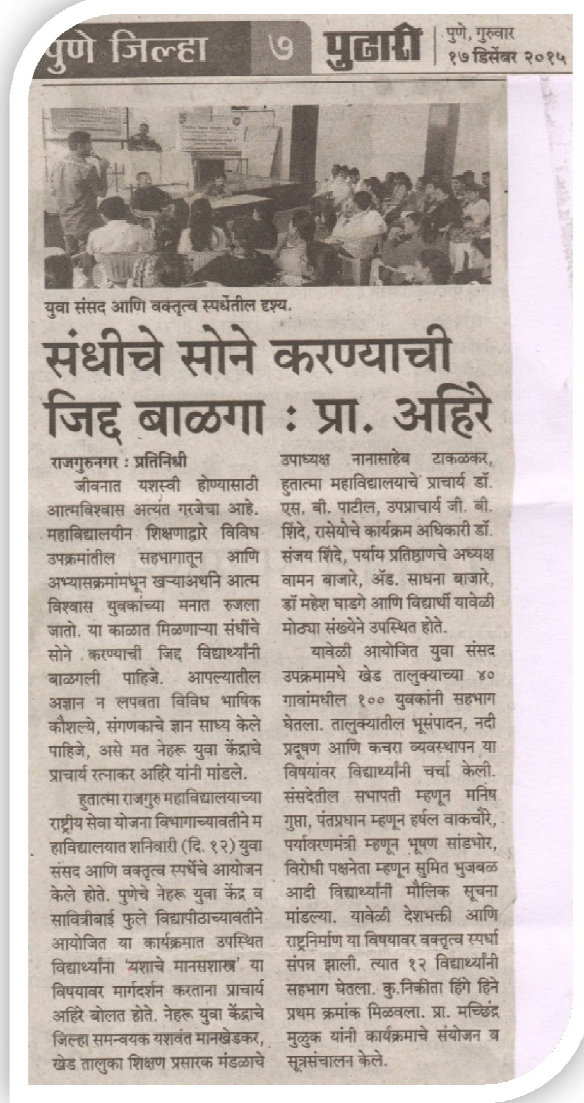 पुणे जिल्हा
७
पुढारी
पुणे, गुरुवार
१७ डिसेंबर २०१५
युवा संसद आणि वक्तृत्व स्पर्धेतील दृश्य.
संधीचे सोने करण्याची
जिद्द बाळगा : प्रा. अहिरे
राजगुरुनगर : प्रतिनिधी
जीवनात यशस्वी होण्यासाठी
आत्मविश्वास अत्यंत गरजेचा आहे.
महाविद्यालयीन शिक्षणाद्वारे विविध
उपक्रमांतील सहभागातून आणि
अभ्यासक्रमांमधून खऱ्याअर्थाने आत्म
विश्वास युवकांच्या मनात रुजला
जातो. या काळात मिळणाऱ्या संधींचे
सोने करण्याची जिद्द विद्यार्थ्यांनी
बाळगली पाहिजे. आपल्यातील
अज्ञान न लपवता विविध भाषिक
कौशल्ये, संगणकाचे ज्ञान साध्य केले
पाहिजे, असे मत नेहरू युवा केंद्राचे
प्राचार्य रत्नाकर अहिरे यांनी मांडले.
हुतात्मा राजगुरु महाविद्यालयाच्या
राष्ट्रीय सेवा योजना विभागाच्यावतीने म
हाविद्यालयात शनिवारी (दि. १२) युवा
संसद आणि वक्तृत्व स्पर्धेचे आयोजन
केले होते. पुणेचे नेहरू युवा केंद्र व
सावित्रीबाई फुले विद्यापीठाच्यावतीने
आयोजित या कार्यक्रमात उपस्थित
विद्यार्थ्यांना 'यशाचे मानसशास्त्र' या
विषयावर मार्गदर्शन करताना प्राचार्य
अहिरे बोलत होते. नेहरू युवा केंद्राचे
जिल्हा समन्वयक यशवंत मानखेडकर,
खेड तालुका शिक्षण प्रसारक मंडळाचे
उपाध्यक्ष नानासाहेब टाकळकर,
हुतात्मा महाविद्यालयाचे प्राचार्य डॉ.
एस. बी. पाटील, उपप्राचार्य जी. बी.
शिंदे, रासेयोचे कार्यक्रम अधिकारी डॉ.
संजय शिंदे, पर्याय प्रतिष्ठाणचे अध्यक्ष
वामन बाजारे, ॲड. साधना बाजारे,
डॉ महेश घाडगे आणि विद्यार्थी यावेळी
मोठ्या संख्येने उपस्थित होते.
यावेळी आयोजित युवा संसद
उपक्रमामधे खेड तालुक्याच्या ४०
गावांमधील १०० युवकांनी सहभाग
घेतला. तालुक्यातील भूसंपादन, नदी
प्रदूषण आणि कचरा व्यवस्थापन या
विषयांवर विद्यार्थ्यांनी चर्चा केली.
संसदेतील सभापती म्हणून मनिष
गुप्ता, पंतप्रधान म्हणून हर्षल वाकचौरे,
पर्यावरणमंत्री म्हणून भूषण सांडभोर,
विरोधी पक्षनेता म्हणून सुमित भुजबळ
आदी विद्यार्थ्यांनी मौलिक सूचना
मांडल्या. यावेळी देशभक्ती आणि
राष्ट्रनिर्माण या विषयावर वक्तृत्व स्पर्धा
संपन्न झाली. त्यात १२ विद्यार्थ्यांनी
सहभाग घेतला. कु.निकीता हिंगे हिने
प्रथम क्रमांक मिळवला. प्रा. मच्छिंद्र
मुळुक यांनी कार्यक्रमाचे संयोजन व
सूत्रसंचालन केले.